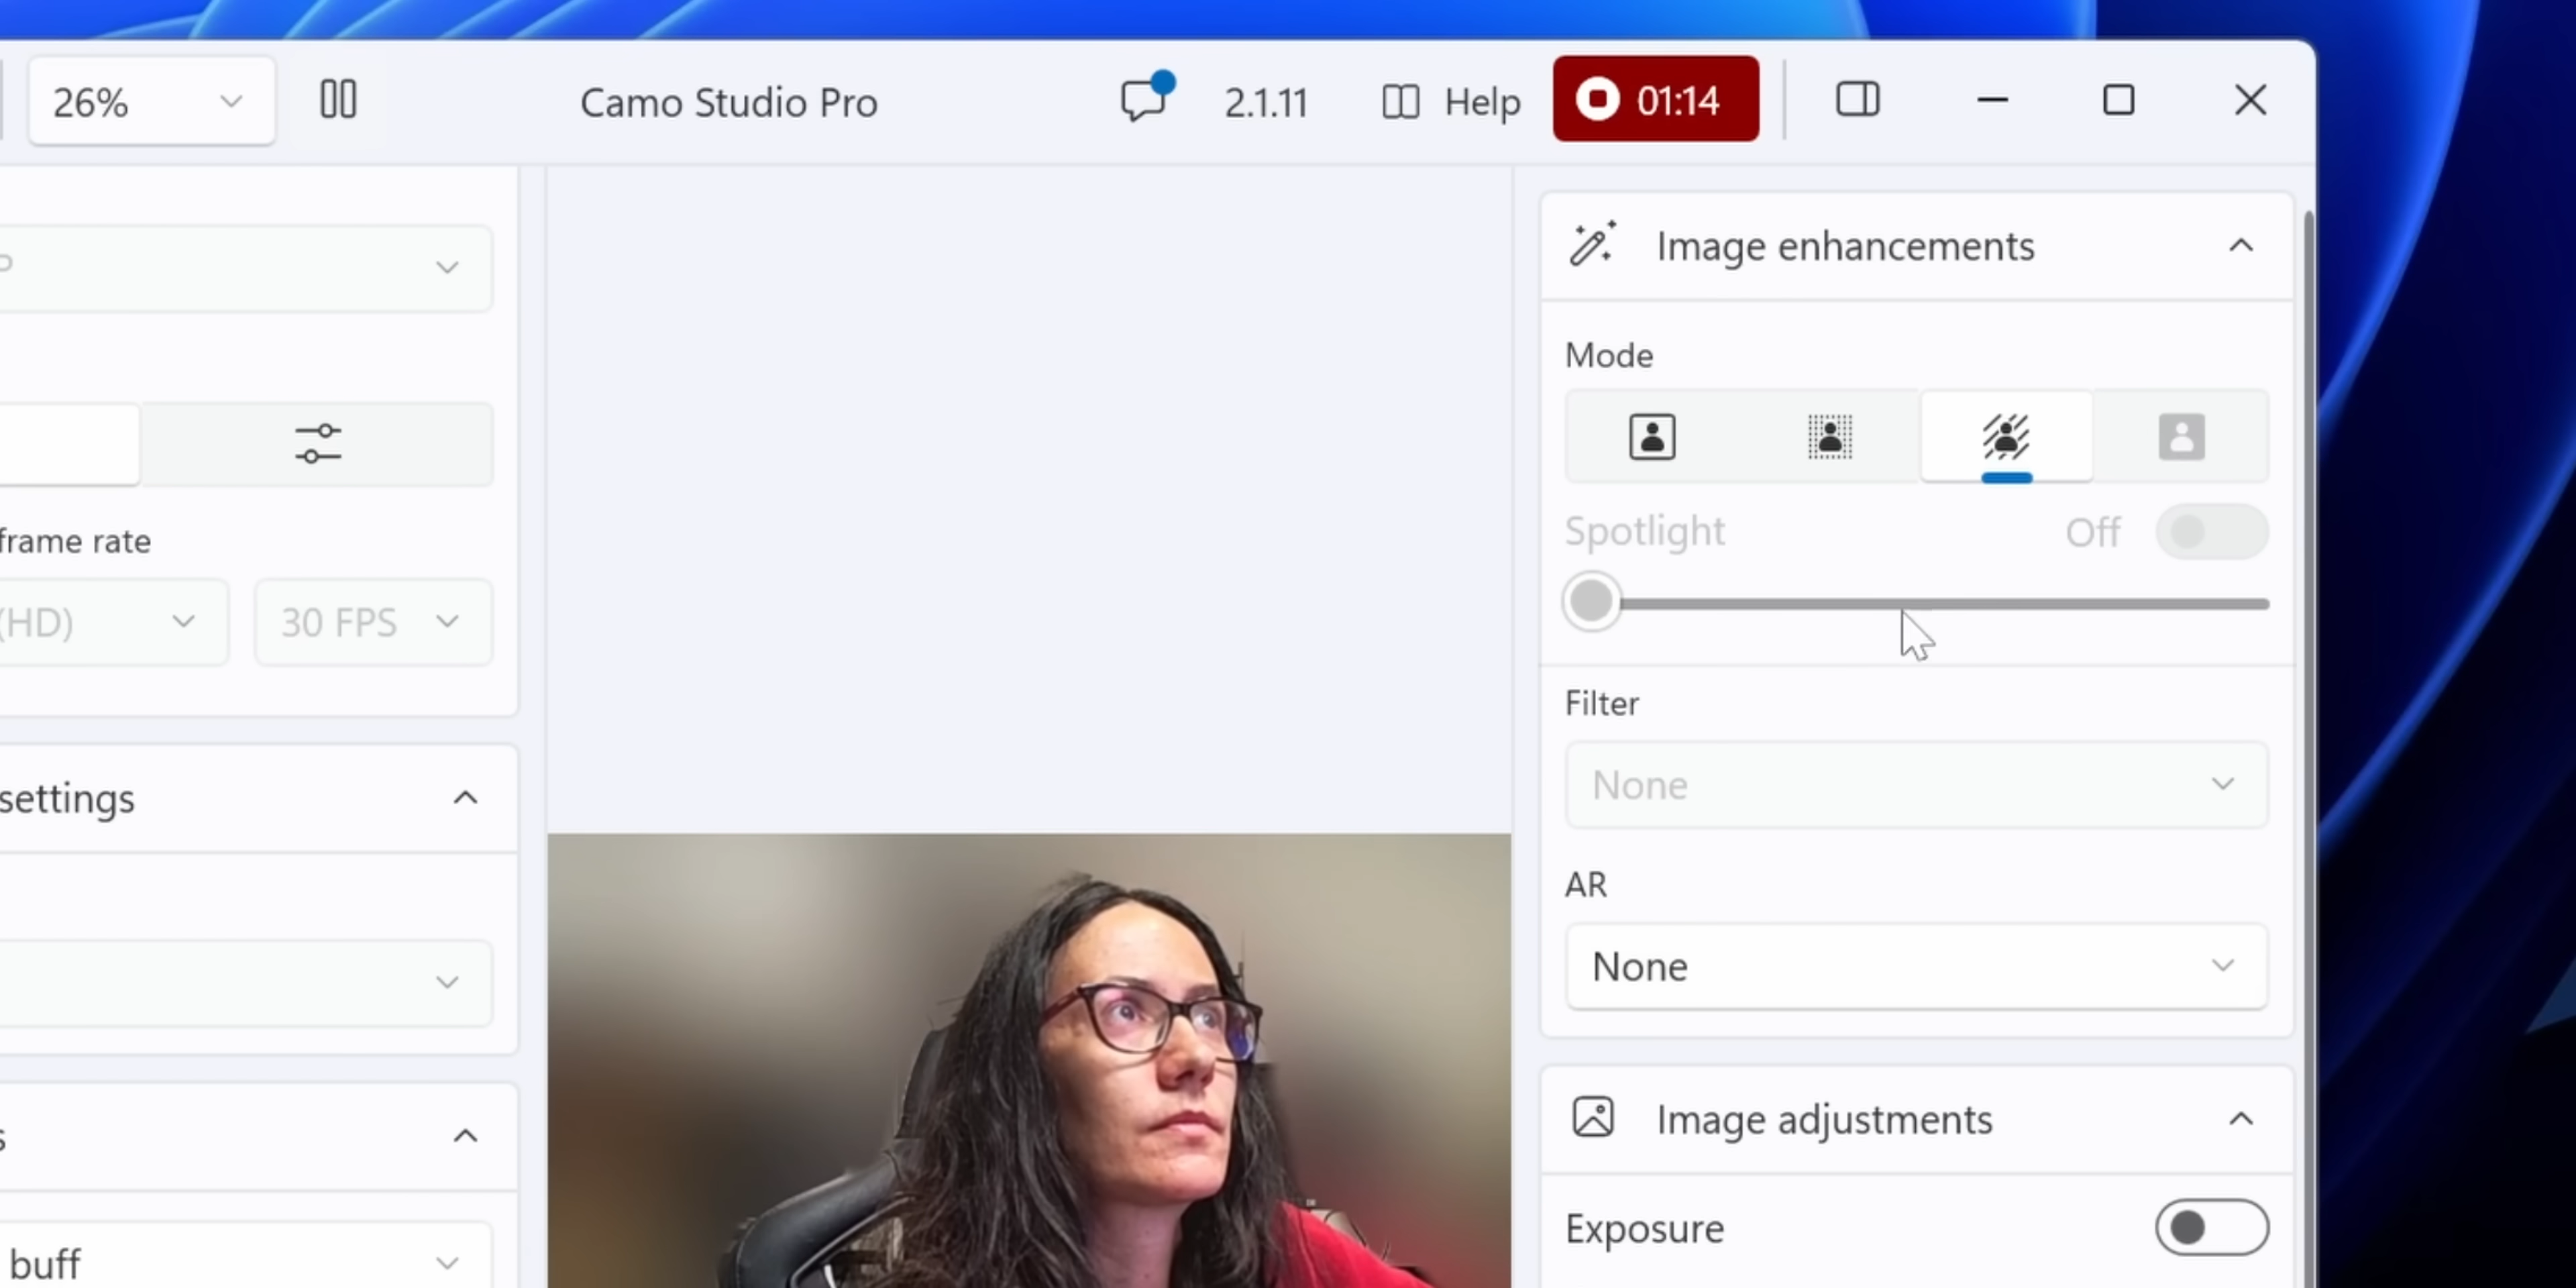 26%
Camo Studio Pro
2.1.11
Help
01:14
Image enhancements
Mode
Spotlight
Off
frame rate
(HD)
30 FPS
Filter
None
settings
AR
None
Image adjustments
buff
Exposure